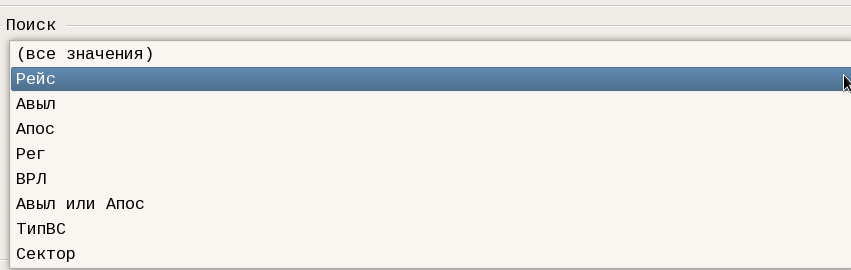 Поиск
(все значения)
Рейс
Авыл
Апос
Рег
ВРЛ
Авыл или Апос
ТипВС
Сектор